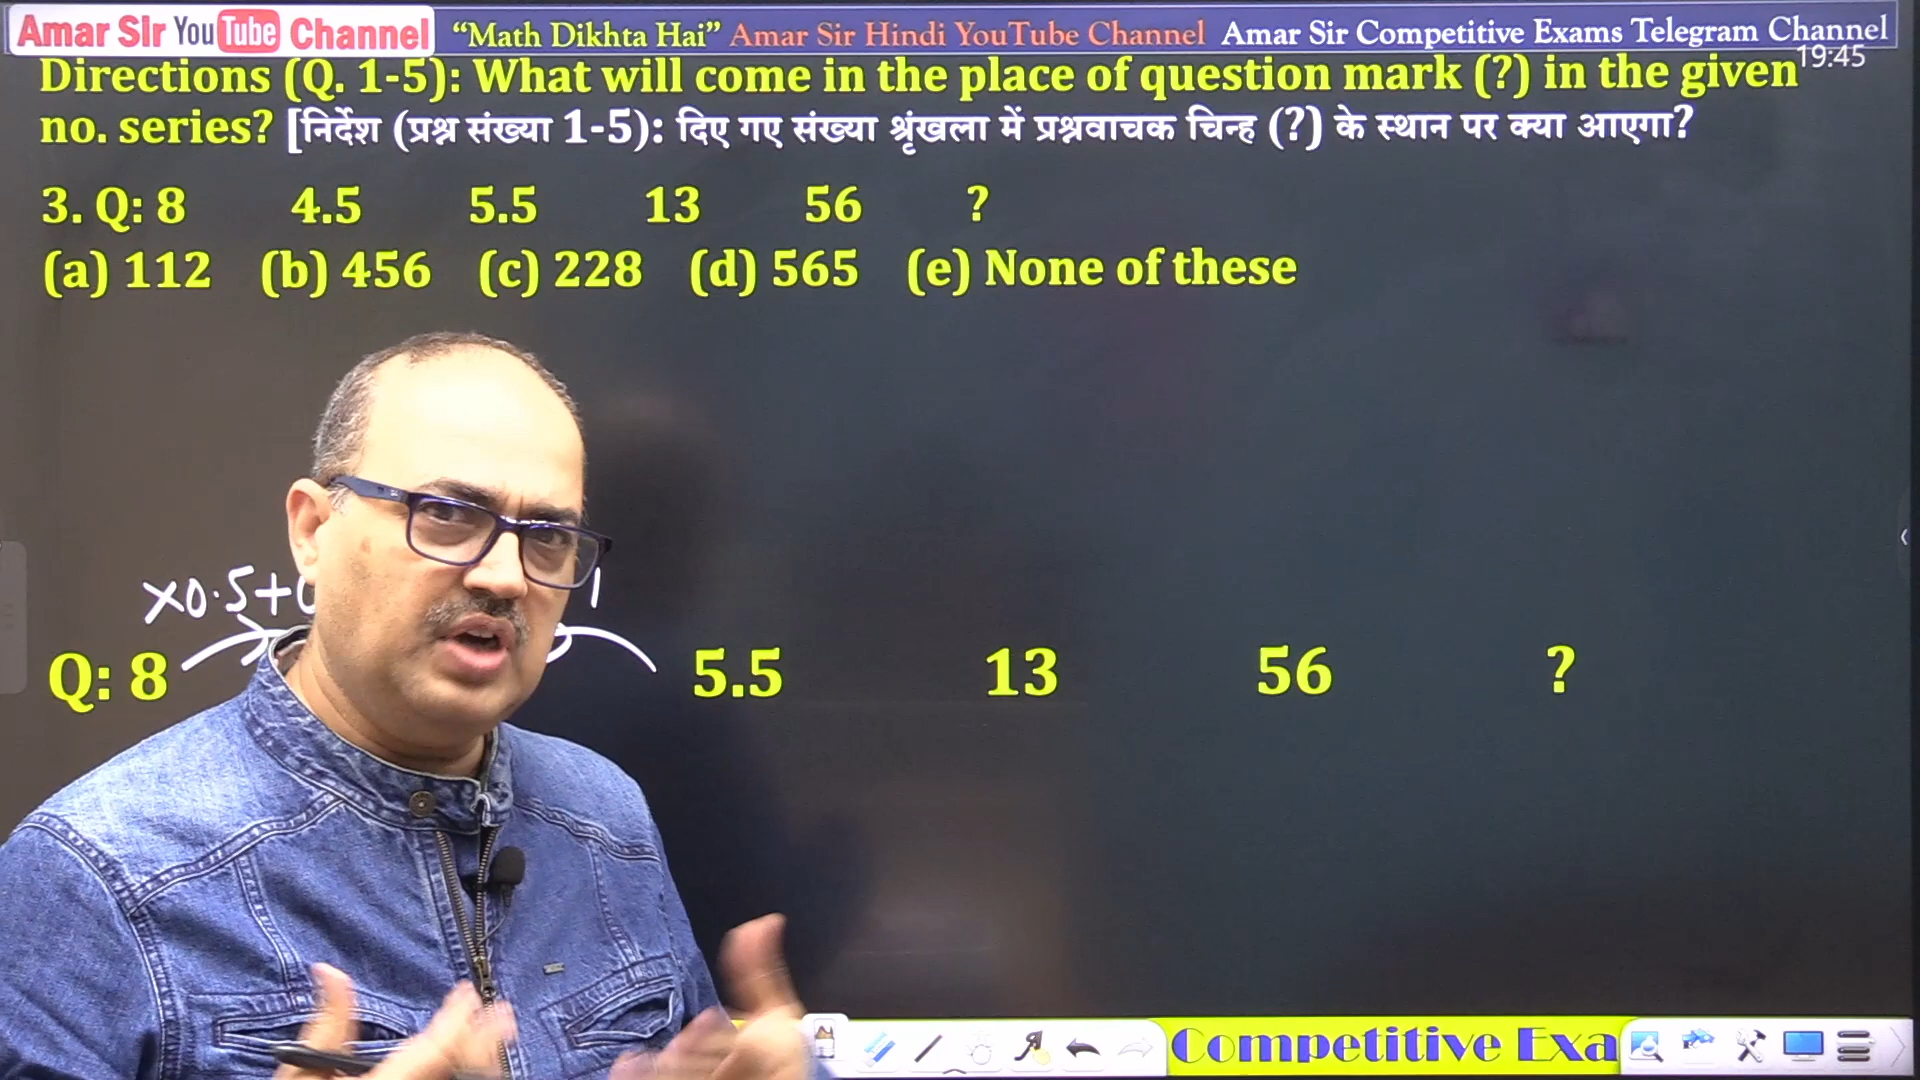 Amar Sir YouTube Channel "Math Dikhta Hai" Amar Sir Hindi YouTube Channel Amar Sir Competitive Exams Telegram Channel
19:45
Directions (Q. 1-5): What will come in the place of question mark (?) in the given
no. series? [निर्देश (प्रश्न संख्या 1-5): दिए गए संख्या श्रृंखला में प्रश्नवाचक चिन्ह (?) के स्थान पर क्या आएगा?
3. Q: 8 4.5 5.5 13 56 ?
(a) 112 (b) 456 (c) 228 (d) 565 (e) None of these
×0.5+ 1
Q: 8 5.5 13 56 ?
Competitive Exa